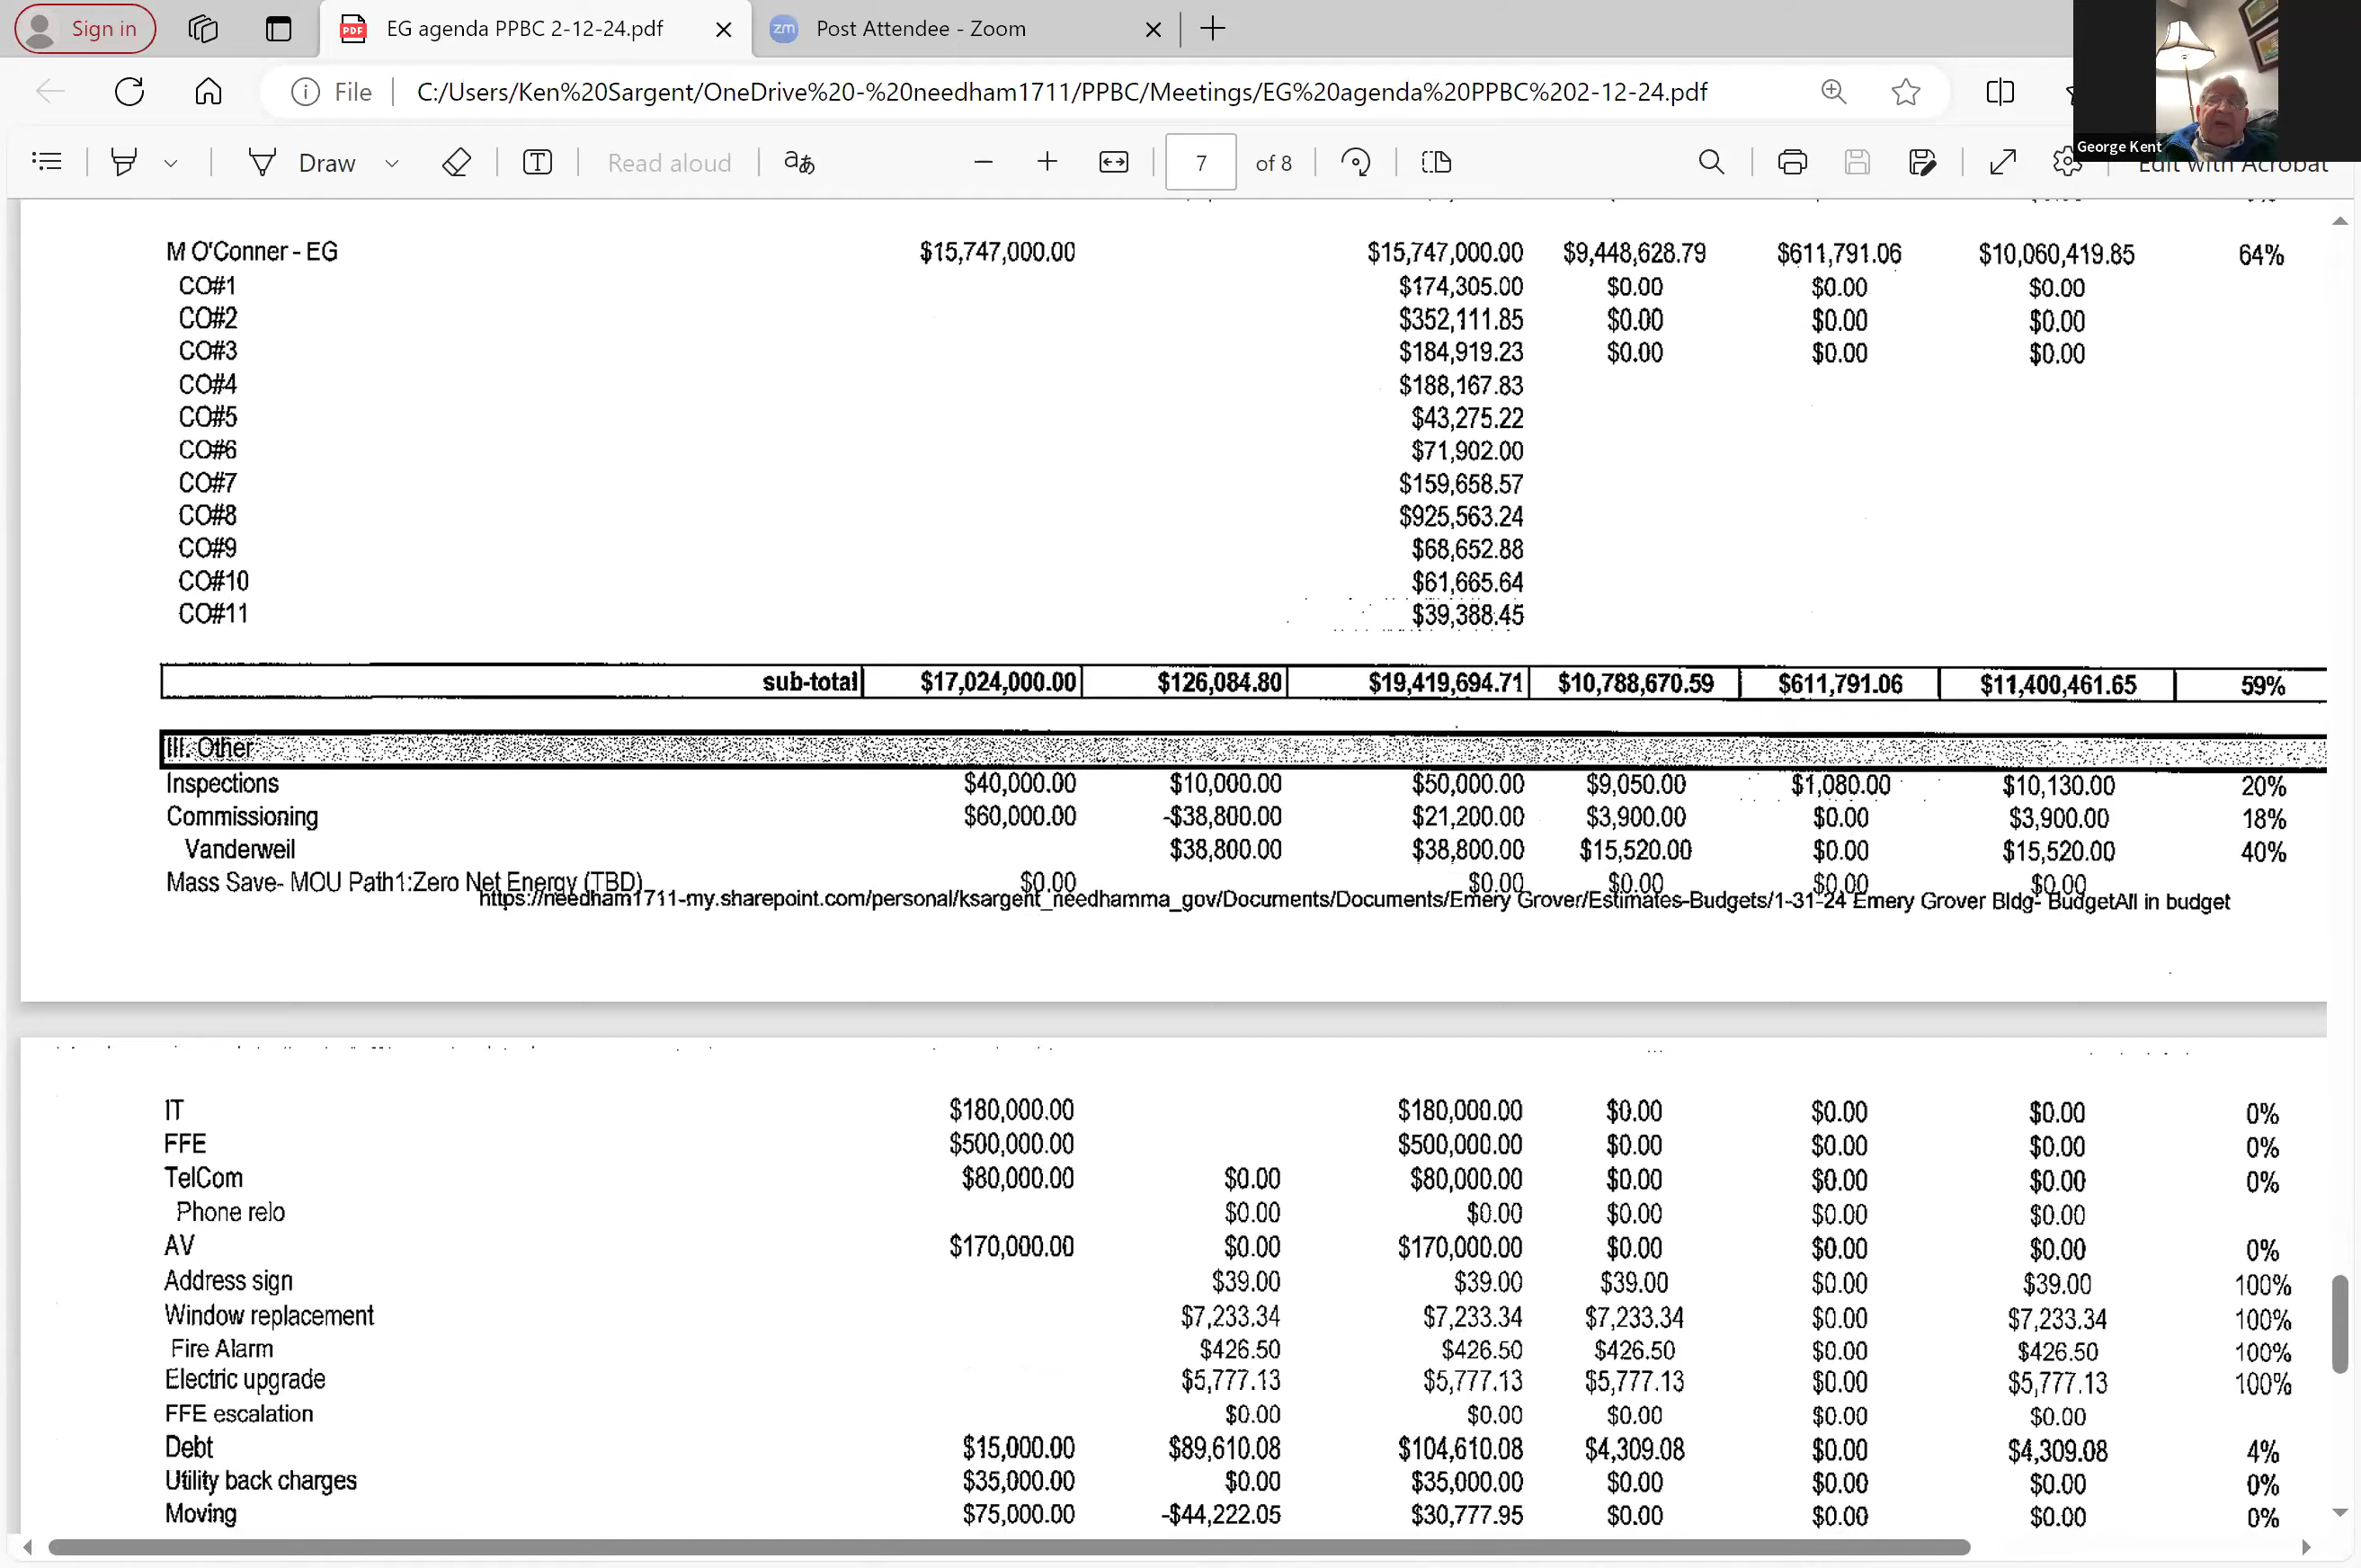 Sign in
EG agenda PPBC 2-12-24.pdf
Post Attendee - Zoom
File
C:/Users/Ken%20Sargent/OneDrive%20-%20needham1711/PPBC/Meetings/EG%20agenda%20PPBC%202-12-24.pdf
George Kent
Draw
Read aloud
7 of 8
Edit with Acrobat
M O'Conner - EG $15,747,000.00 $15,747,000.00 $9,448,628.79 $611,791.06 $10,060,419.85 64%
CO#1 $174,305.00 $0.00 $0.00 $0.00
CO#2 $352,111.85 $0.00 $0.00 $0.00
CO#3 $184,919.23 $0.00 $0.00 $0.00
CO#4 $188,167.83
CO#5 $43,275.22
CO#6 $71,902.00
CO#7 $159,658.57
CO#8 $925,563.24
CO#9 $68,652.88
CO#10 $61,665.64
CO#11 $39,388.45
sub-total $17,024,000.00 $126,084.80 $19,419,694.71 $10,788,670.59 $611,791.06 $11,400,461.65 59%
III. Other
Inspections $40,000.00 $10,000.00 $50,000.00 $9,050.00 $1,080.00 $10,130.00 20%
Commissioning $60,000.00 -$38,800.00 $21,200.00 $3,900.00 $0.00 $3,900.00 18%
Vanderweil $38,800.00 $38,800.00 $15,520.00 $0.00 $15,520.00 40%
Mass Save- MOU Path1:Zero Net Energy (TBD) $0.00 $0.00 $0.00 $0.00 $0.00
https://needham1711-my.sharepoint.com/personal/ksargent_needhamma_gov/Documents/Documents/Emery Grover/Estimates-Budgets/1-31-24 Emery Grover Bldg- BudgetAll in budget
IT $180,000.00 $180,000.00 $0.00 $0.00 $0.00 0%
FFE $500,000.00 $500,000.00 $0.00 $0.00 $0.00 0%
TelCom $80,000.00 $0.00 $80,000.00 $0.00 $0.00 $0.00 0%
Phone relo $0.00 $0.00 $0.00 $0.00 $0.00
AV $170,000.00 $0.00 $170,000.00 $0.00 $0.00 $0.00 0%
Address sign $39.00 $39.00 $39.00 $0.00 $39.00 100%
Window replacement $7,233.34 $7,233.34 $7,233.34 $0.00 $7,233.34 100%
Fire Alarm $426.50 $426.50 $426.50 $0.00 $426.50 100%
Electric upgrade $5,777.13 $5,777.13 $5,777.13 $0.00 $5,777.13 100%
FFE escalation $0.00 $0.00 $0.00 $0.00 $0.00
Debt $15,000.00 $89,610.08 $104,610.08 $4,309.08 $0.00 $4,309.08 4%
Utility back charges $35,000.00 $0.00 $35,000.00 $0.00 $0.00 $0.00 0%
Moving $75,000.00 -$44,222.05 $30,777.95 $0.00 $0.00 $0.00 0%